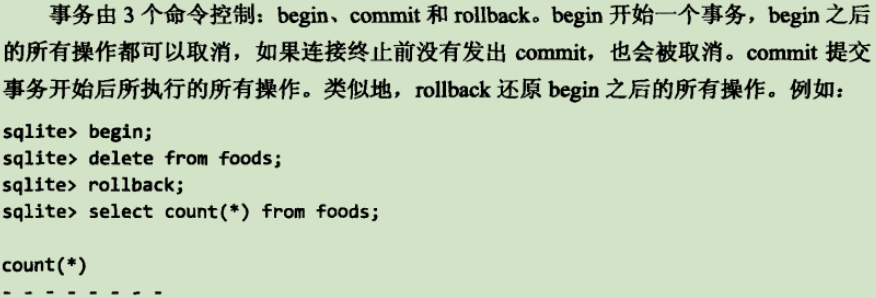 事务由 3 个命令控制：begin、commit 和 rollback。begin 开始一个事务，begin 之后
的所有操作都可以取消，如果连接终止前没有发出 commit，也会被取消。commit 提交
事务开始后所执行的所有操作。类似地，rollback 还原 begin 之后的所有操作。例如：
sqlite> begin;
sqlite> delete from foods;
sqlite> rollback;
sqlite> select count(*) from foods;
count(*)
- - - - - - - -